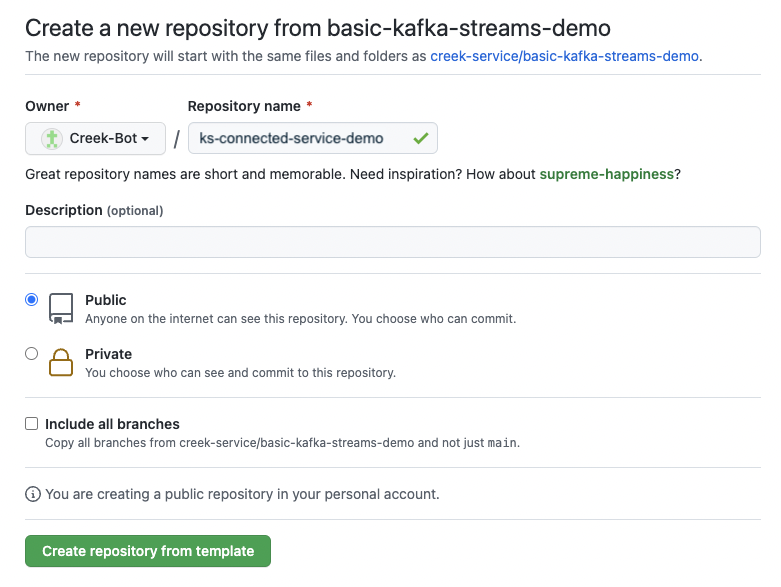 Create a new repository from basic-kafka-streams-demo
The new repository will start with the same files and folders as creek-service/basic-kafka-streams-demo.
Owner * Repository name *
Creek-Bot / ks-connected-service-demo
Great repository names are short and memorable. Need inspiration? How about supreme-happiness?
Description (optional)
Public
Anyone on the internet can see this repository. You choose who can commit.
Private
You choose who can see and commit to this repository.
Include all branches
Copy all branches from creek-service/basic-kafka-streams-demo and not just main.
You are creating a public repository in your personal account.
Create repository from template